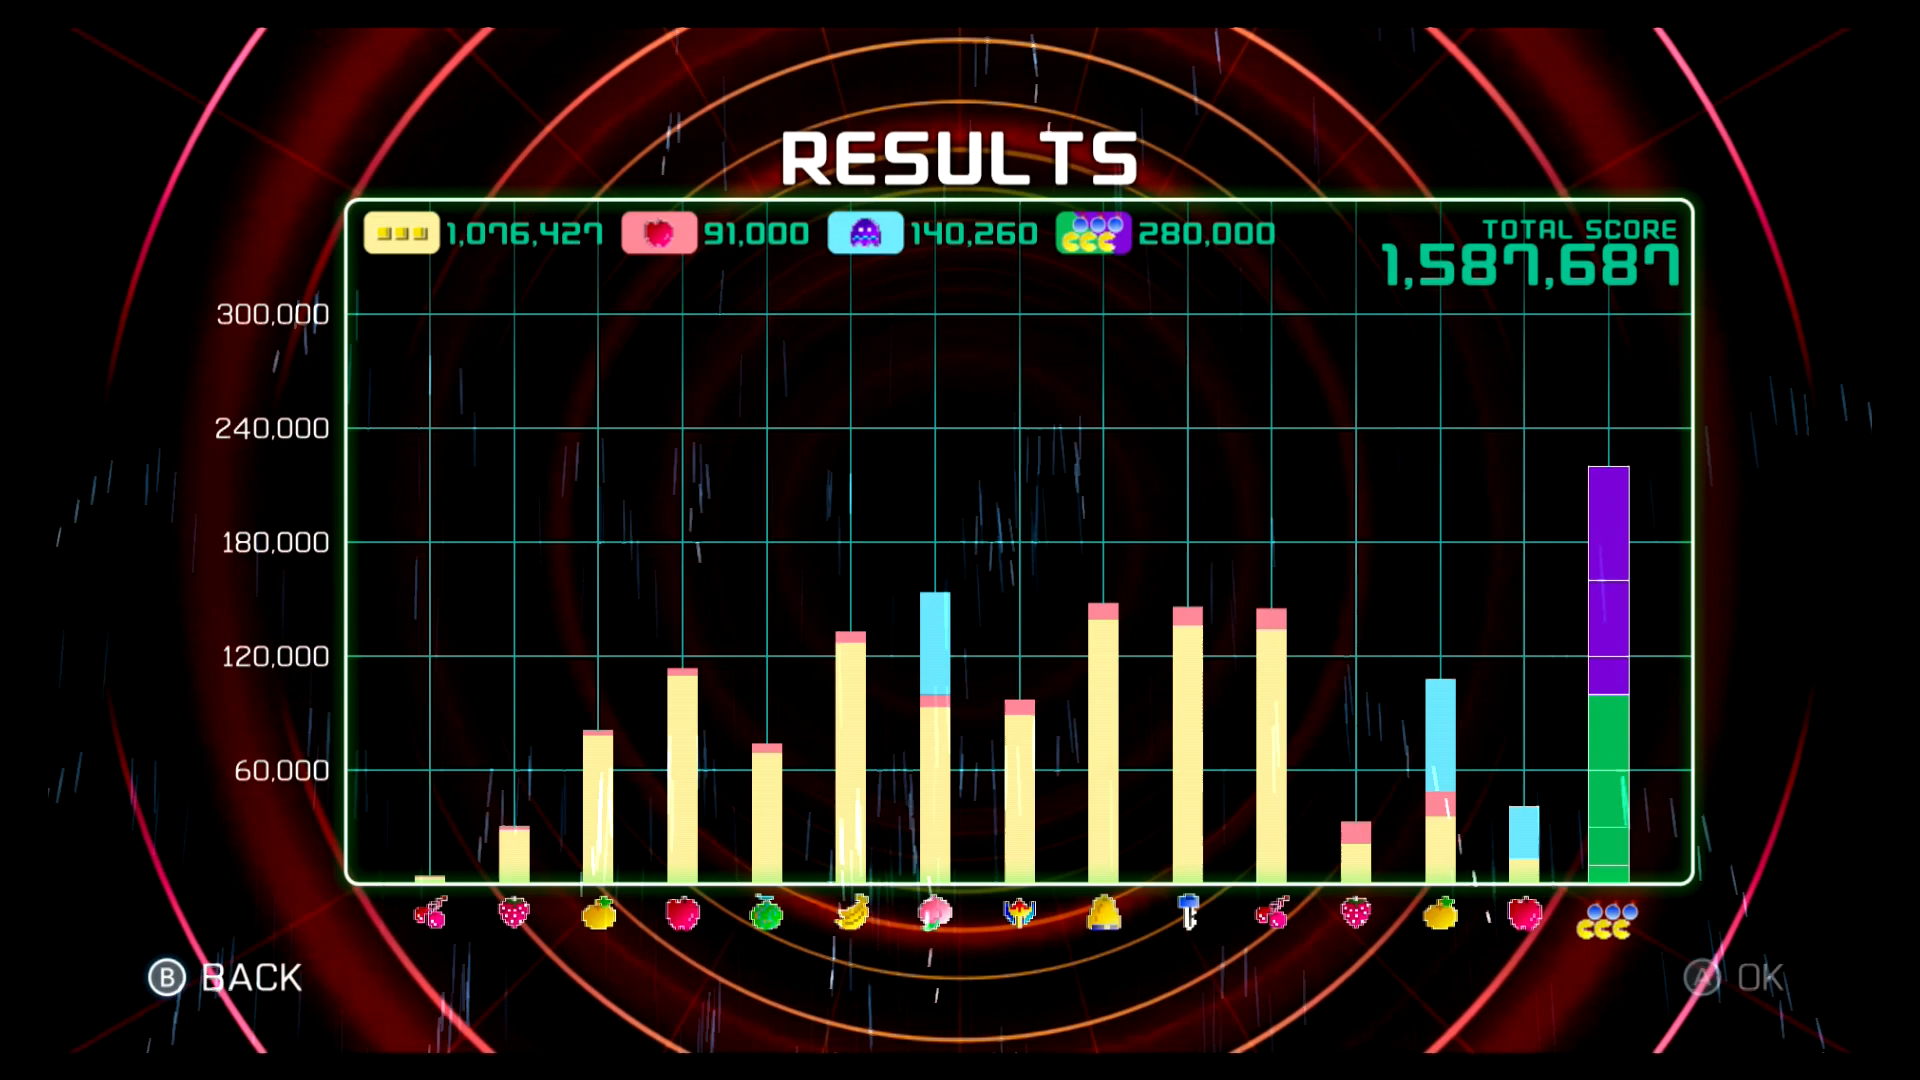 RESULTS
1,076,427 91,000 140,260 280,000
TOTAL SCORE
1,587,687
300,000
240,000
180,000
120,000
60,000
B BACK
A OK